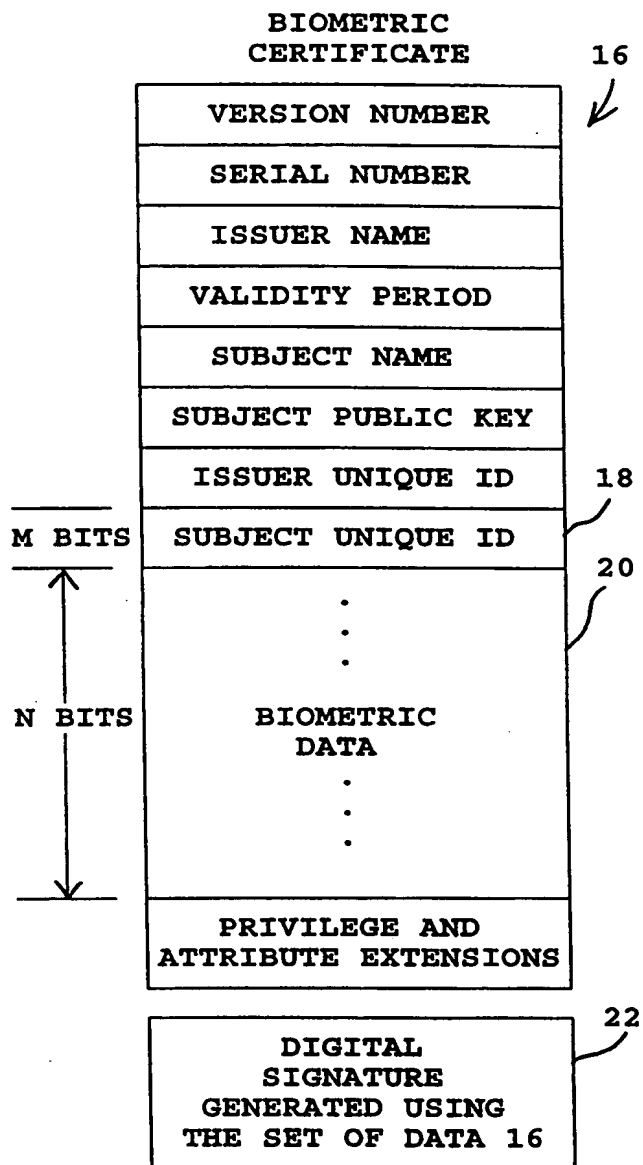 BIOMETRIC
CERTIFICATE
16
VERSION NUMBER
SERIAL NUMBER
ISSUER NAME
VALIDITY PERIOD
SUBJECT NAME
SUBJECT PUBLIC KEY
ISSUER UNIQUE ID
18
M BITS
SUBJECT UNIQUE ID
20
N BITS
BIOMETRIC
DATA
PRIVILEGE AND
ATTRIBUTE EXTENSIONS
22
DIGITAL
SIGNATURE
GENERATED USING
THE SET OF DATA 16